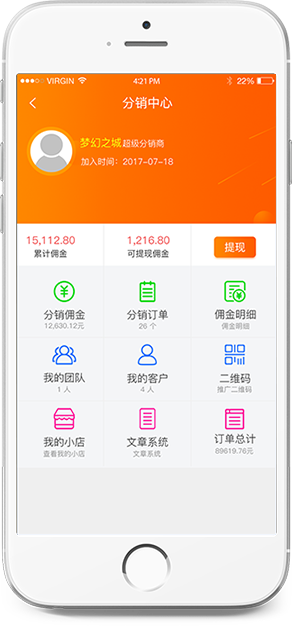 VIRGIN 4:21 PM 22%
分销中心
梦幻之城超级分销商
加入时间：2017-07-18
15,112.80 1,216.80 提现
累计佣金 可提现佣金
分销佣金 分销订单 佣金明细
12,630.12元 26 个 佣金明细
我的团队 我的客户 二维码
1 人 4 人 推广二维码
我的小店 文章系统 订单总计
查看我的小店 文章系统 69619.76元